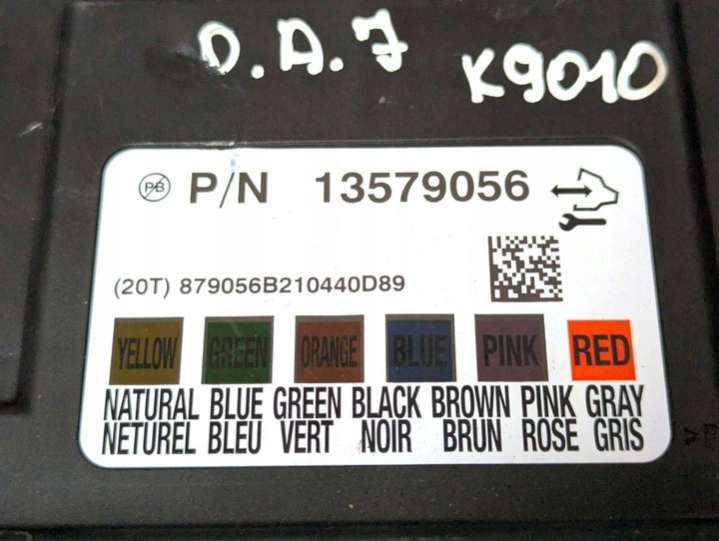 D.A.7
K9010
PB P/N 13579056
(20T) 879056B210440D89
YELLOW GREEN ORANGE BLUE PINK RED
NATURAL BLUE GREEN BLACK BROWN PINK GRAY
NETUREL BLEU VERT NOIR BRUN ROSE GRIS